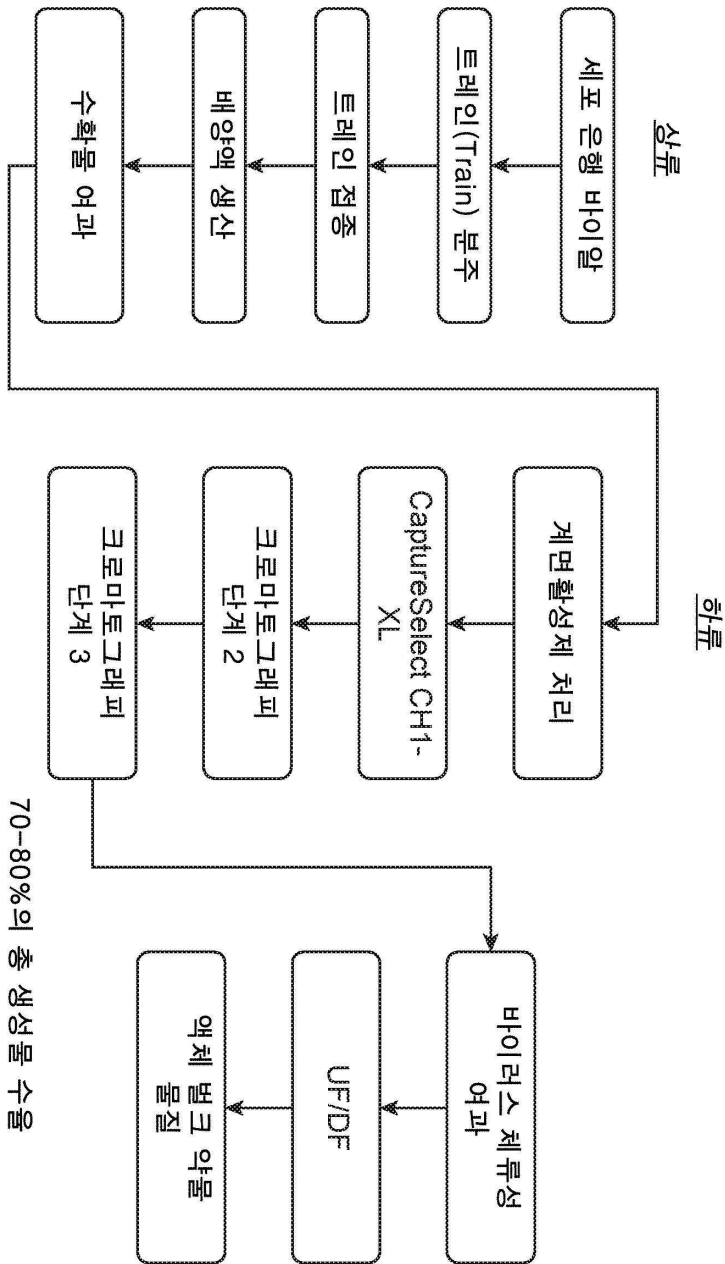 상류
세포 은행 바이알
트레인(Train) 분주
트레인 접종
배양액 생산
수확물 여과
하류
계면활성제 처리
CaptureSelect CH1-
XL
크로마토그래피
단계 2
크로마토그래피
단계 3
바이러스 체류성
여과
UF/DF
액체 벌크 약물
물질
70-80%의 총 생성물 수율